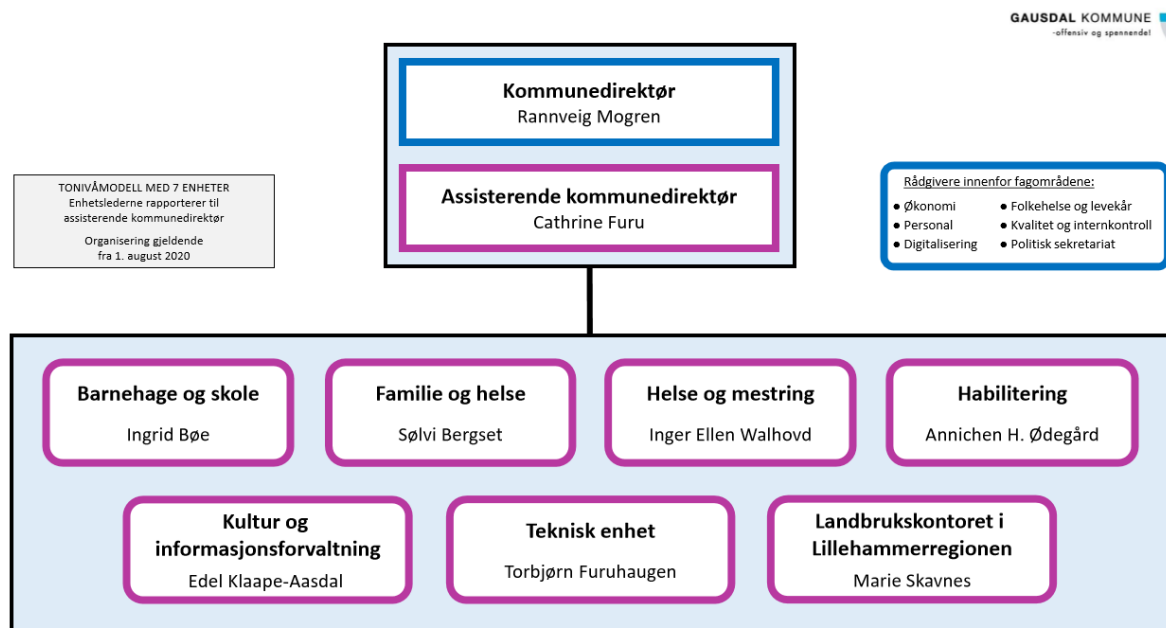 GAUSDAL KOMMUNE
-offensiv og spennende!
Kommunedirektør
Rannveig Mogren
Assisterende kommunedirektør
Cathrine Furu
TONIVÅMODELL MED 7 ENHETER
Enhetslederne rapporterer til
assisterende kommunedirektør
Organisering gjeldende
fra 1. august 2020
Rådgivere innenfor fagområdene:
● Økonomi
● Personal
● Digitalisering
● Folkehelse og levekår
● Kvalitet og internkontroll
● Politisk sekretariat
Barnehage og skole
Ingrid Bøe
Familie og helse
Sølvi Bergset
Helse og mestring
Inger Ellen Walhovd
Habilitering
Annichen H. Ødegård
Kultur og
informasjonsforvaltning
Edel Klaape-Aasdal
Teknisk enhet
Torbjørn Furuhaugen
Landbrukskontoret i
Lillehammerregionen
Marie Skavnes